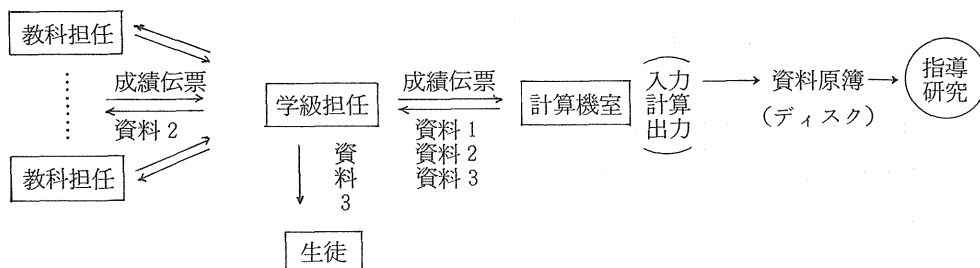 教科担任
成績伝票
資料2
教科担任
学級担任
資料3
生徒
成績伝票
資料1
資料2
資料3
計算機室
入力
計算
出力
資料原簿
(ディスク)
指導
研究